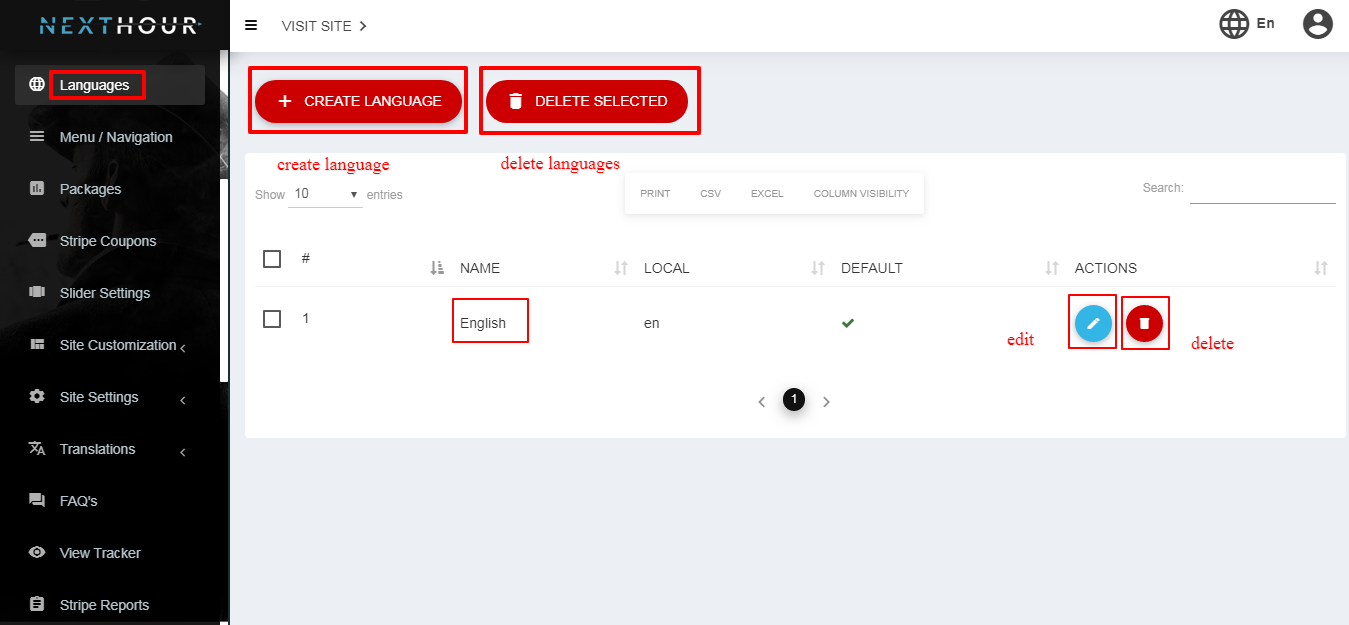 NEXTHOUR
VISIT SITE
En
Languages
Menu / Navigation
Packages
Stripe Coupons
Slider Settings
Site Customization
Site Settings
Translations
FAQ's
View Tracker
Stripe Reports
CREATE LANGUAGE
DELETE SELECTED
create language
delete languages
Show 10 entries
PRINT CSV EXCEL COLUMN VISIBILITY
Search:
# NAME LOCAL DEFAULT ACTIONS
1 English en
edit
delete
1